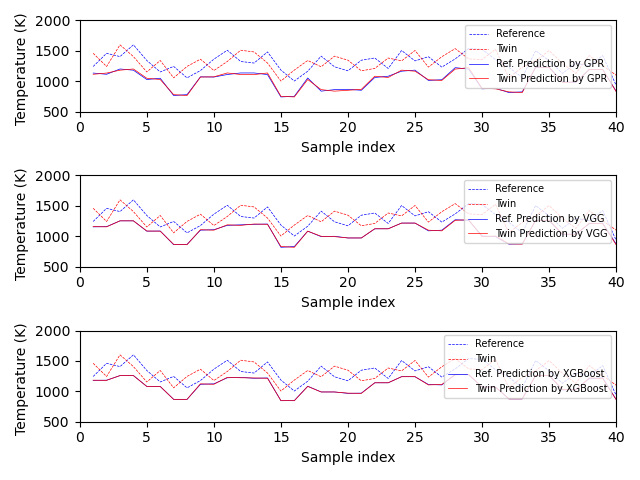 2000
1500
1000
500
Temperature (K)
Reference
Twin
Ref. Prediction by GPR
Twin Prediction by GPR
0 5 10 15 20 25 30 35 40
Sample index
2000
1500
1000
500
Temperature (K)
Reference
Twin
Ref. Prediction by VGG
Twin Prediction by VGG
0 5 10 15 20 25 30 35 40
Sample index
2000
1500
1000
500
Temperature (K)
Reference
Twin
Ref. Prediction by XGBoost
Twin Prediction by XGBoost
0 5 10 15 20 25 30 35 40
Sample index